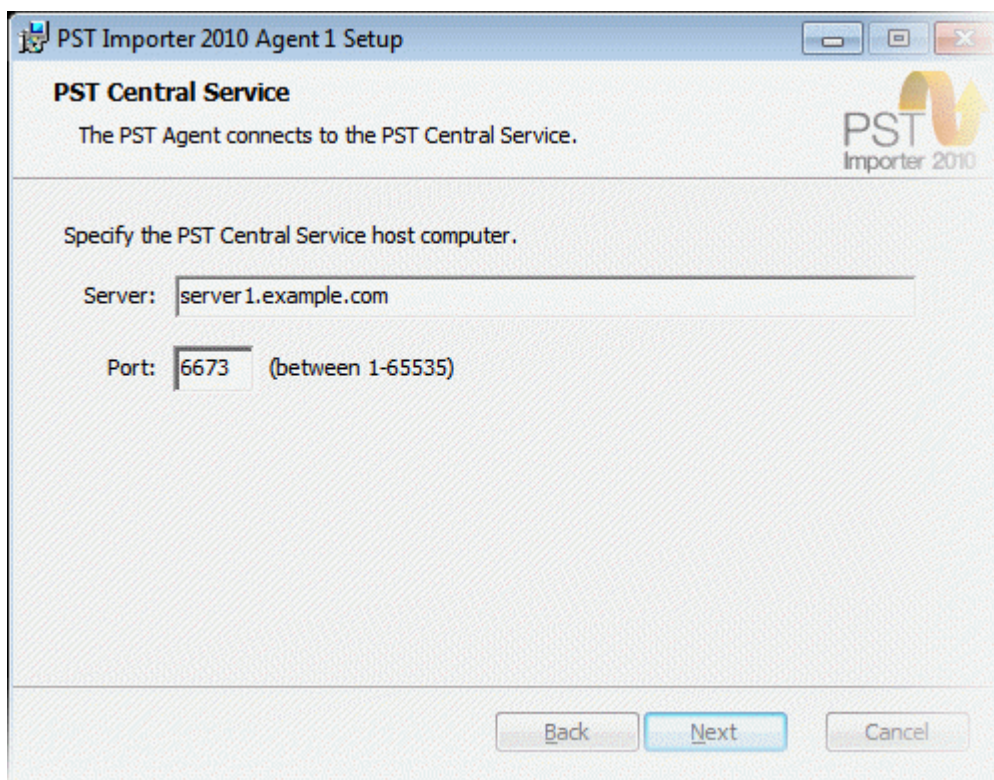 PST Importer 2010 Agent 1 Setup
PST Central Service
The PST Agent connects to the PST Central Service.
PST
Importer 2010
Specify the PST Central Service host computer.
Server: server1.example.com
Port: 6673 (between 1-65535)
Back Next Cancel